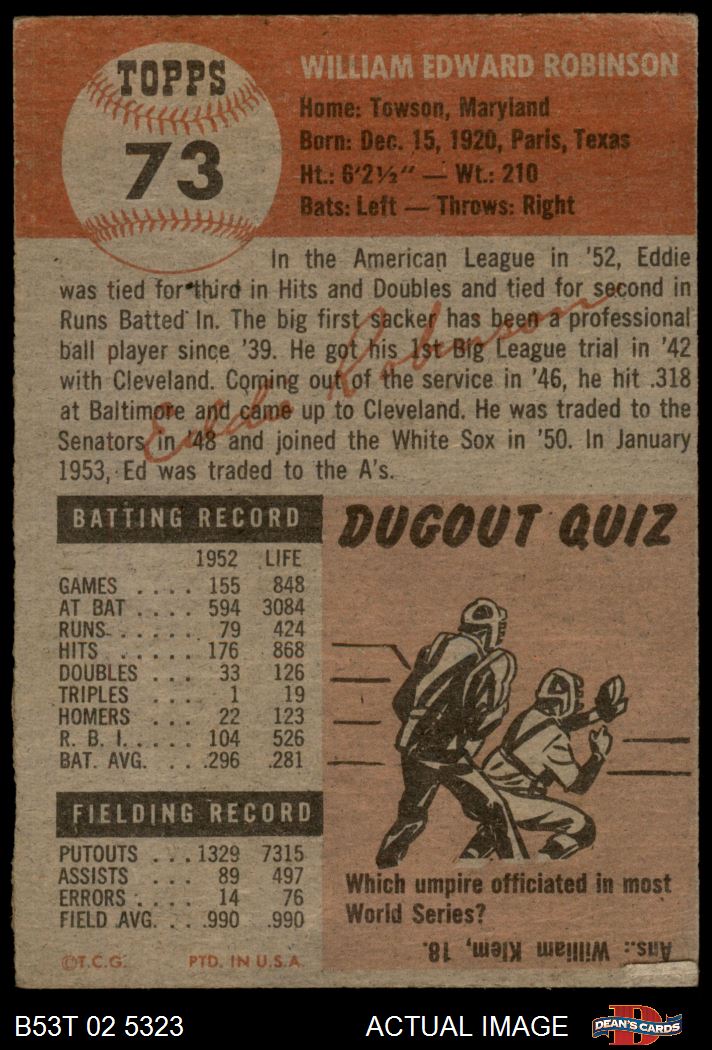 TOPPS
73
WILLIAM EDWARD ROBINSON
Home: Towson, Maryland
Born: Dec. 15, 1920, Paris, Texas
Ht.: 6'2½" — Wt.: 210
Bats: Left — Throws: Right
In the American League in '52, Eddie
was tied for third in Hits and Doubles and tied for second in
Runs Batted In. The big first sacker has been a professional
ball player since '39. He got his 1st Big League trial in '42
with Cleveland. Coming out of the service in '46, he hit .318
at Baltimore and came up to Cleveland. He was traded to the
Senators in '48 and joined the White Sox in '50. In January
1953, Ed was traded to the A's.
Eddie Robinson
BATTING RECORD
1952 LIFE
GAMES . . . . 155 848
AT BAT . . . . 594 3084
RUNS . . . . . . 79 424
HITS . . . . . . 176 868
DOUBLES . . . 33 126
TRIPLES . . . . 1 19
HOMERS . . . . 22 123
R. B. I. . . . . . 104 526
BAT. AVG. . . . .296 .281
FIELDING RECORD
PUTOUTS . . . 1329 7315
ASSISTS . . . 89 497
ERRORS . . . . 14 76
FIELD AVG. . . . .990 .990
©T.C.G. PTD. IN U.S.A.
DUGOUT QUIZ
Which umpire officiated in most
World Series?
Ans.: William Klem, 18.
B53T 02 5323
ACTUAL IMAGE
D
DEAN'S CARDS